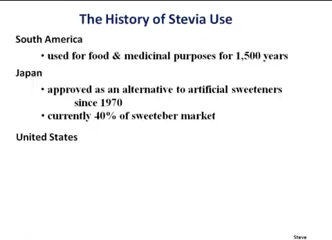 The History of Stevia Use
South America
• used for food & medicinal purposes for 1,500 years
Japan
• approved as an alternative to artificial sweeteners
since 1970
• currently 40% of sweeteber market
United States
Steve